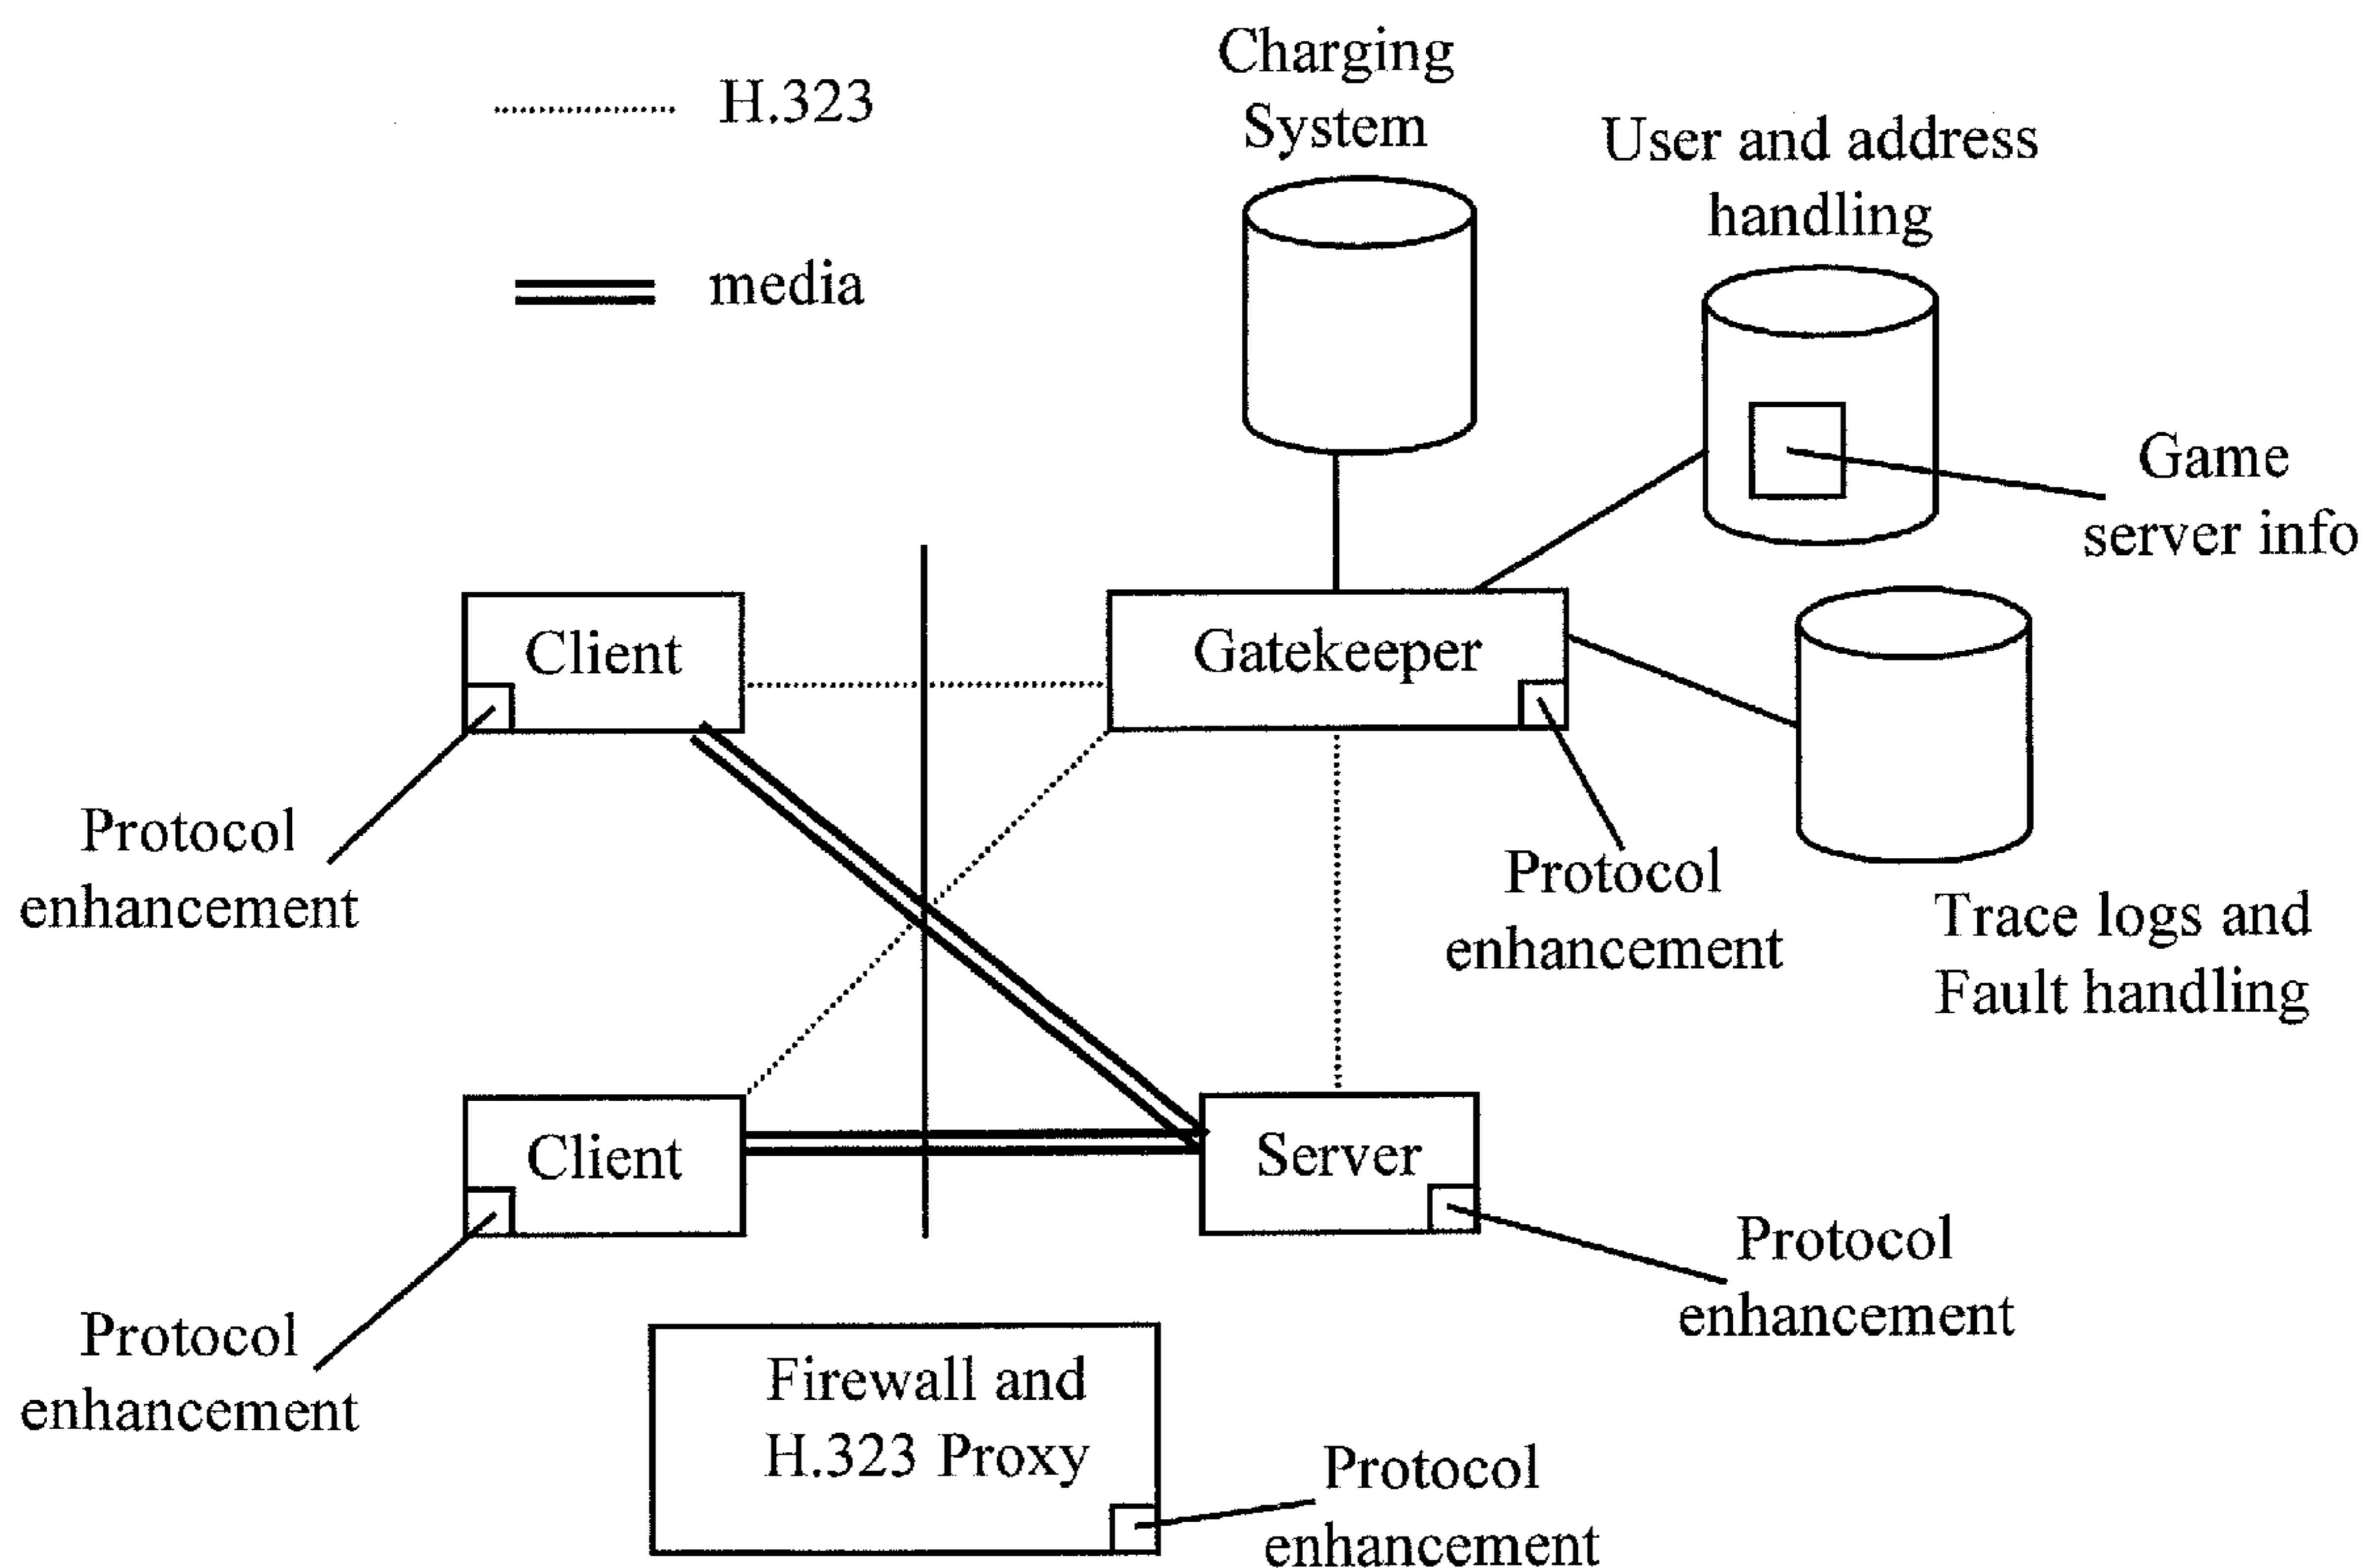 H.323
media
Charging
System
User and address
handling
Game
server info
Client
Gatekeeper
Protocol
enhancement
Protocol
enhancement
Trace logs and
Fault handling
Client
Server
Protocol
enhancement
Protocol
enhancement
Firewall and
H.323 Proxy
Protocol
enhancement